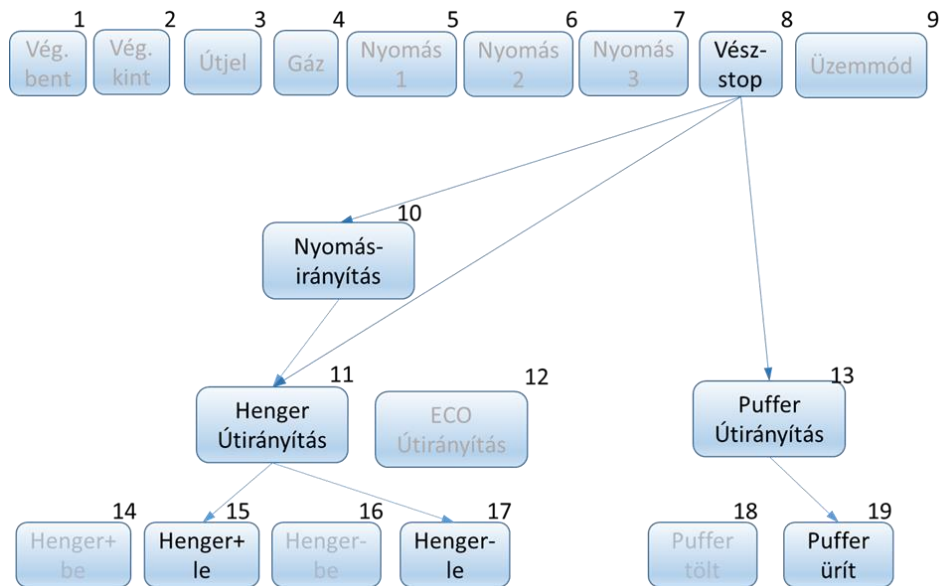 1
Vég.
bent
2
Vég.
kint
3
Útjel
4
Gáz
5
Nyomás
1
6
Nyomás
2
7
Nyomás
3
8
Vész-
stop
9
Üzemmód
10
Nyomás-
irányítás
11
Henger
Útirányítás
12
ECO
Útirányítás
13
Puffer
Útirányítás
14
Henger+
be
15
Henger+
le
16
Henger-
be
17
Henger-
le
18
Puffer
tölt
19
Puffer
ürít